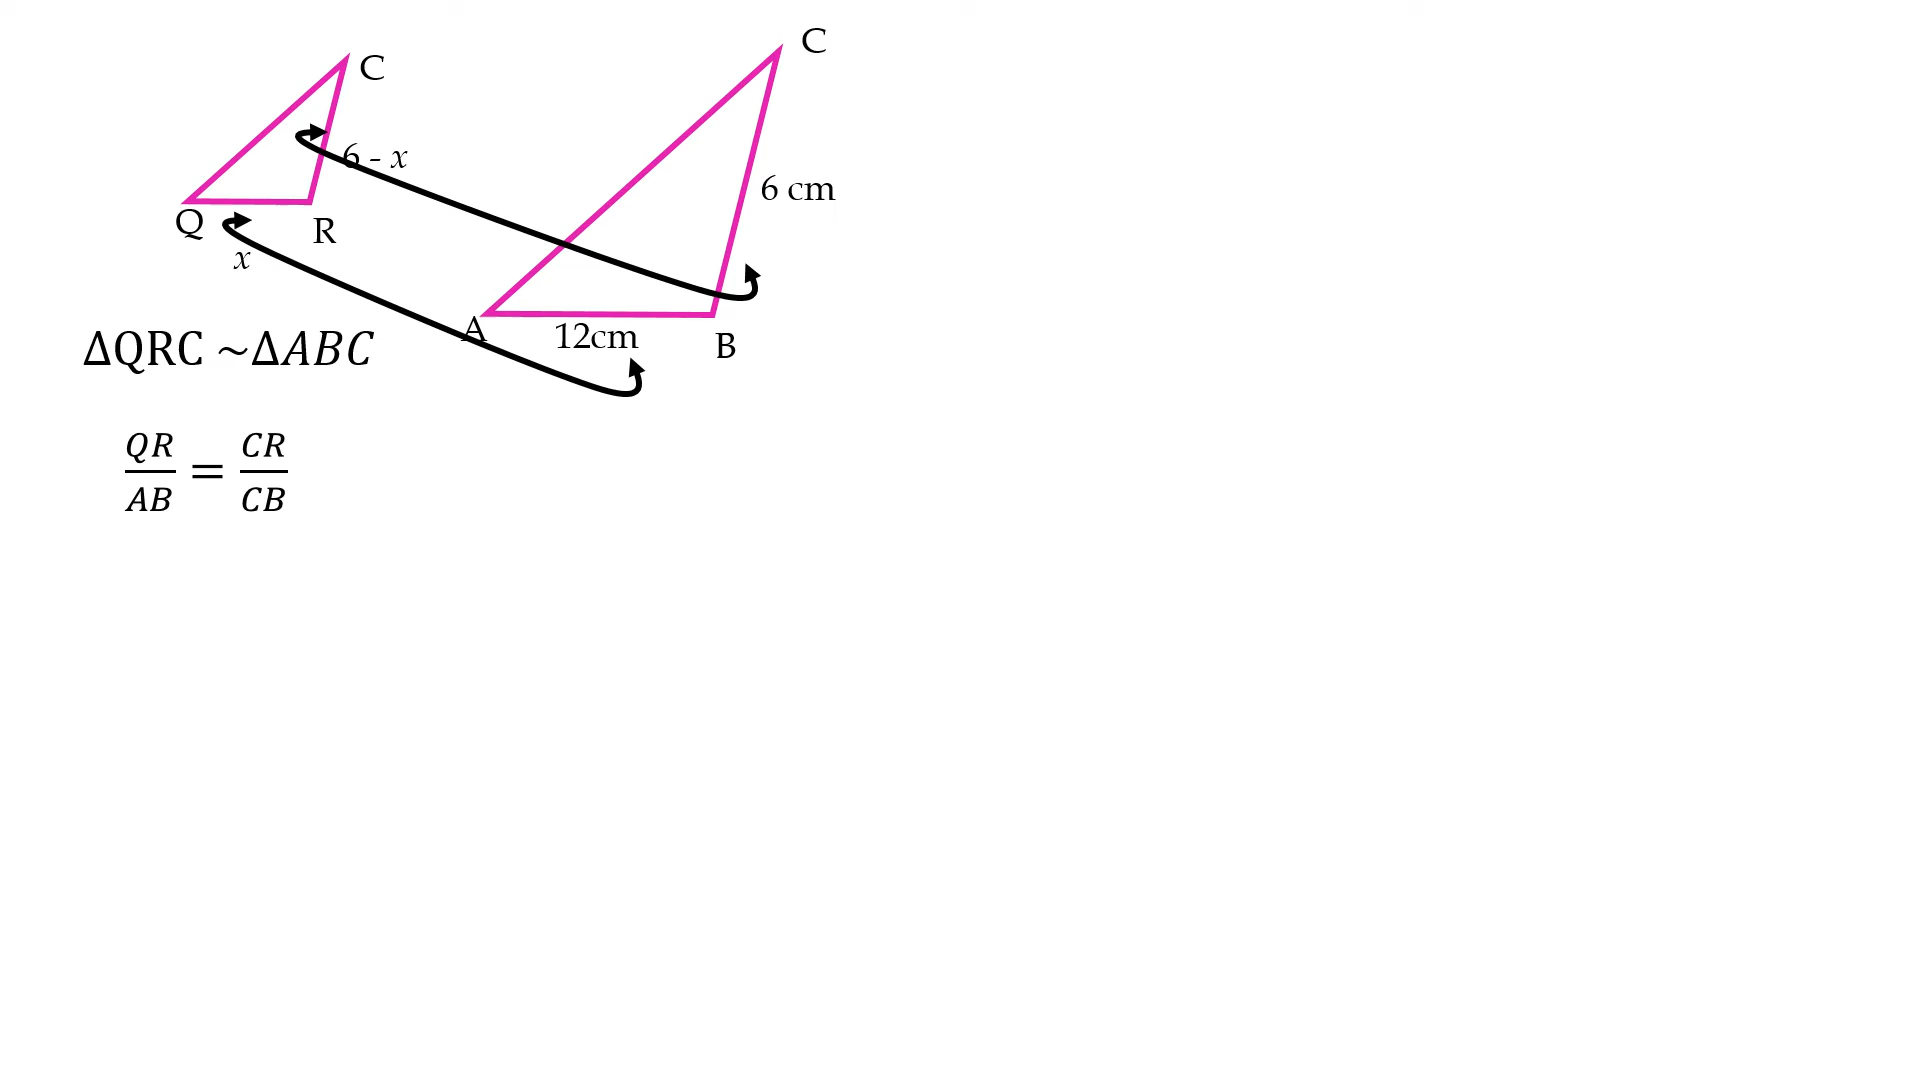 C
C
6 - x
6 cm
Q
R
x
A
12cm
B
ΔQRC ~ΔABC
QR/AB = CR/CB